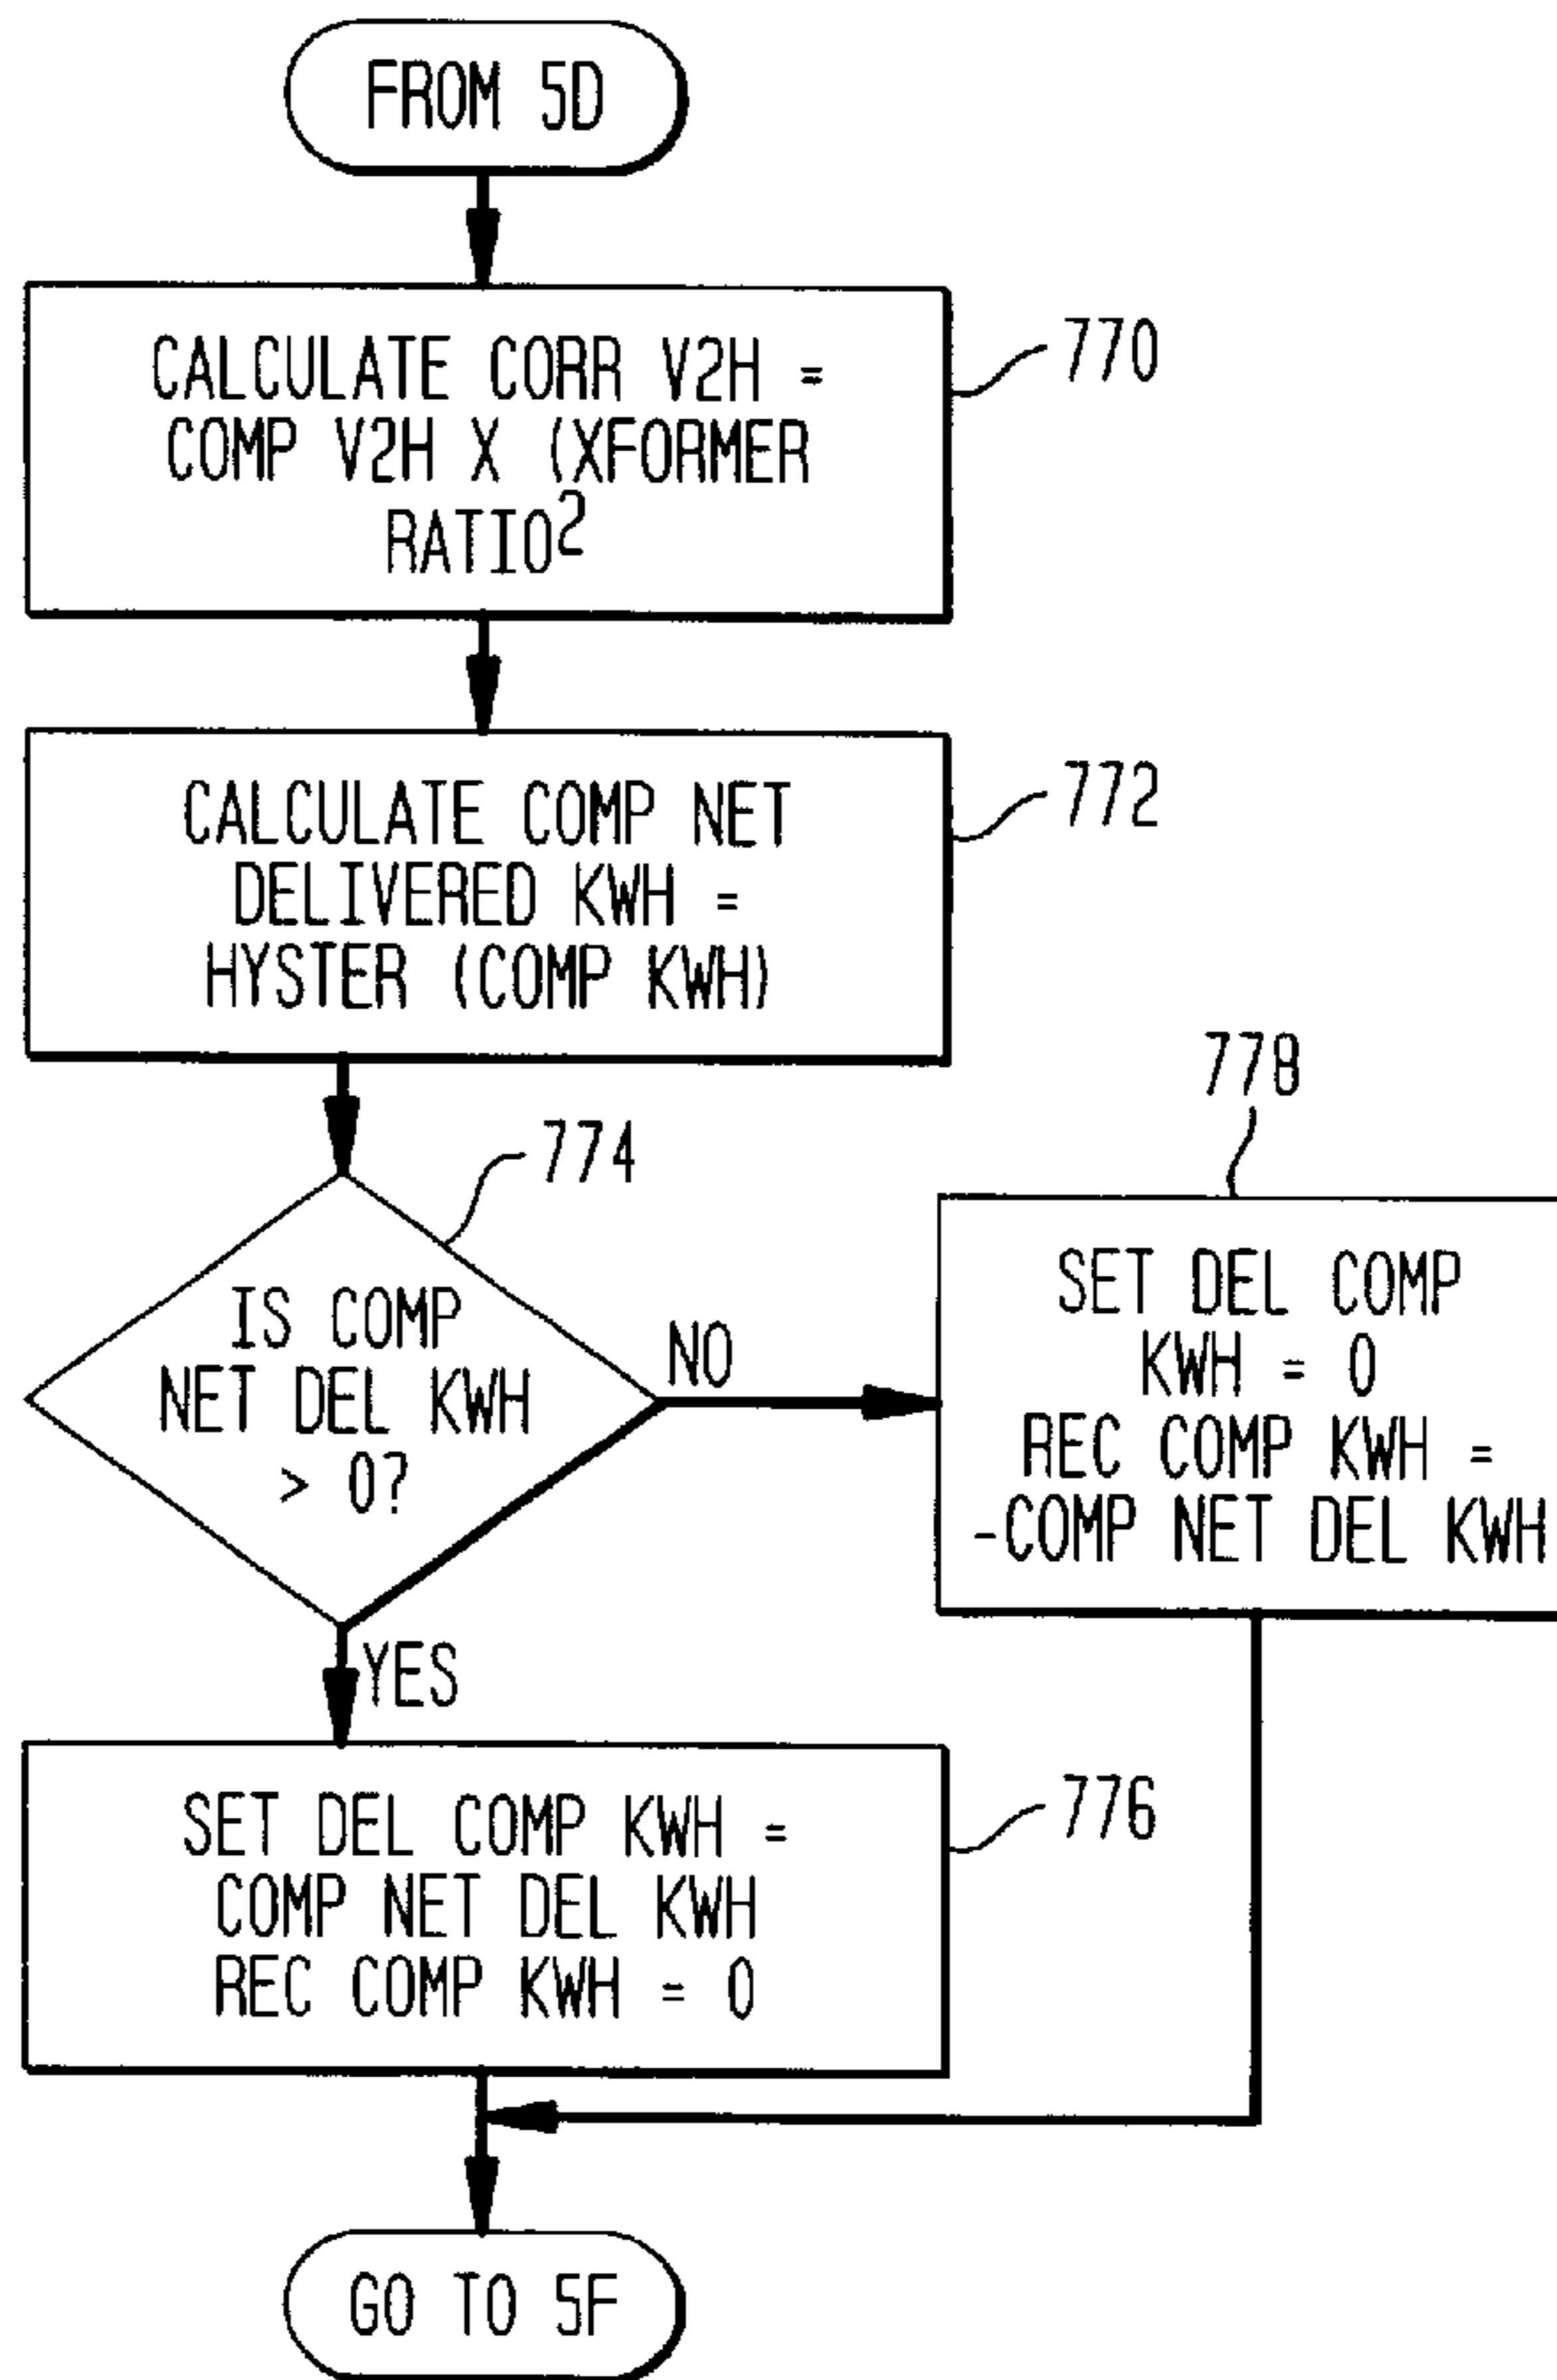 FROM 5D
CALCULATE CORR V2H =
COMP V2H X (XFORMER
RATIO²
770
CALCULATE COMP NET
DELIVERED KWH =
HYSTER (COMP KWH)
772
774
IS COMP
NET DEL KWH
> 0?
NO
778
SET DEL COMP
KWH = 0
REC COMP KWH =
-COMP NET DEL KWH
YES
SET DEL COMP KWH =
COMP NET DEL KWH
REC COMP KWH = 0
776
GO TO 5F